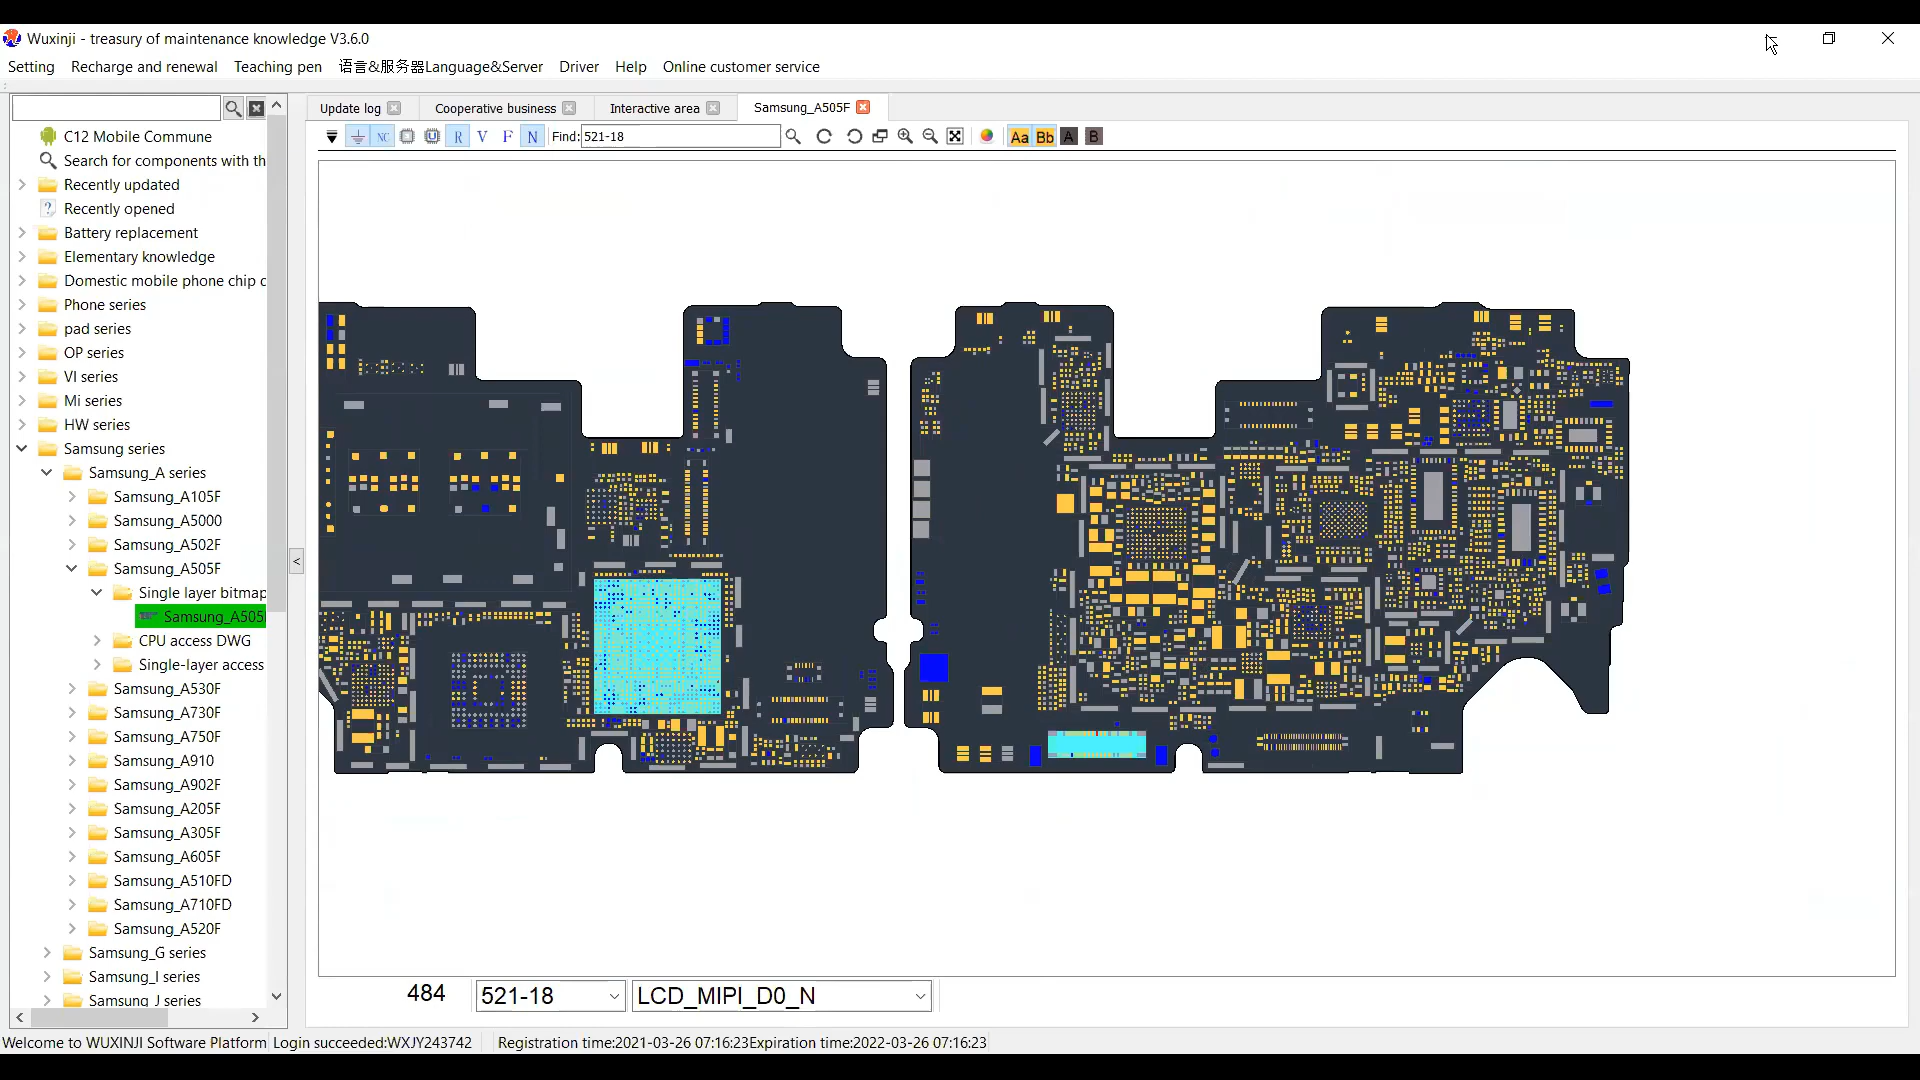 Wuxinji - treasury of maintenance knowledge V3.6.0
Setting Recharge and renewal Teaching pen 语言&服务器Language&Server Driver Help Online customer service
Update log Cooperative business Interactive area Samsung_A505F
NC R V F N Find: 521-18 Aa Bb A B
C12 Mobile Commune
Search for components with th
Recently updated
Recently opened
Battery replacement
Elementary knowledge
Domestic mobile phone chip c
Phone series
pad series
OP series
VI series
Mi series
HW series
Samsung series
Samsung_A series
Samsung_A105F
Samsung_A5000
Samsung_A502F
Samsung_A505F
Single layer bitmap
Samsung_A505
CPU access DWG
Single-layer access
Samsung_A530F
Samsung_A730F
Samsung_A750F
Samsung_A910
Samsung_A902F
Samsung_A205F
Samsung_A305F
Samsung_A605F
Samsung_A510FD
Samsung_A710FD
Samsung_A520F
Samsung_G series
Samsung_I series
Samsung_J series
<
484 521-18 LCD_MIPI_D0_N
Welcome to WUXINJI Software Platform Login succeeded:WXJY243742 Registration time:2021-03-26 07:16:23Expiration time:2022-03-26 07:16:23